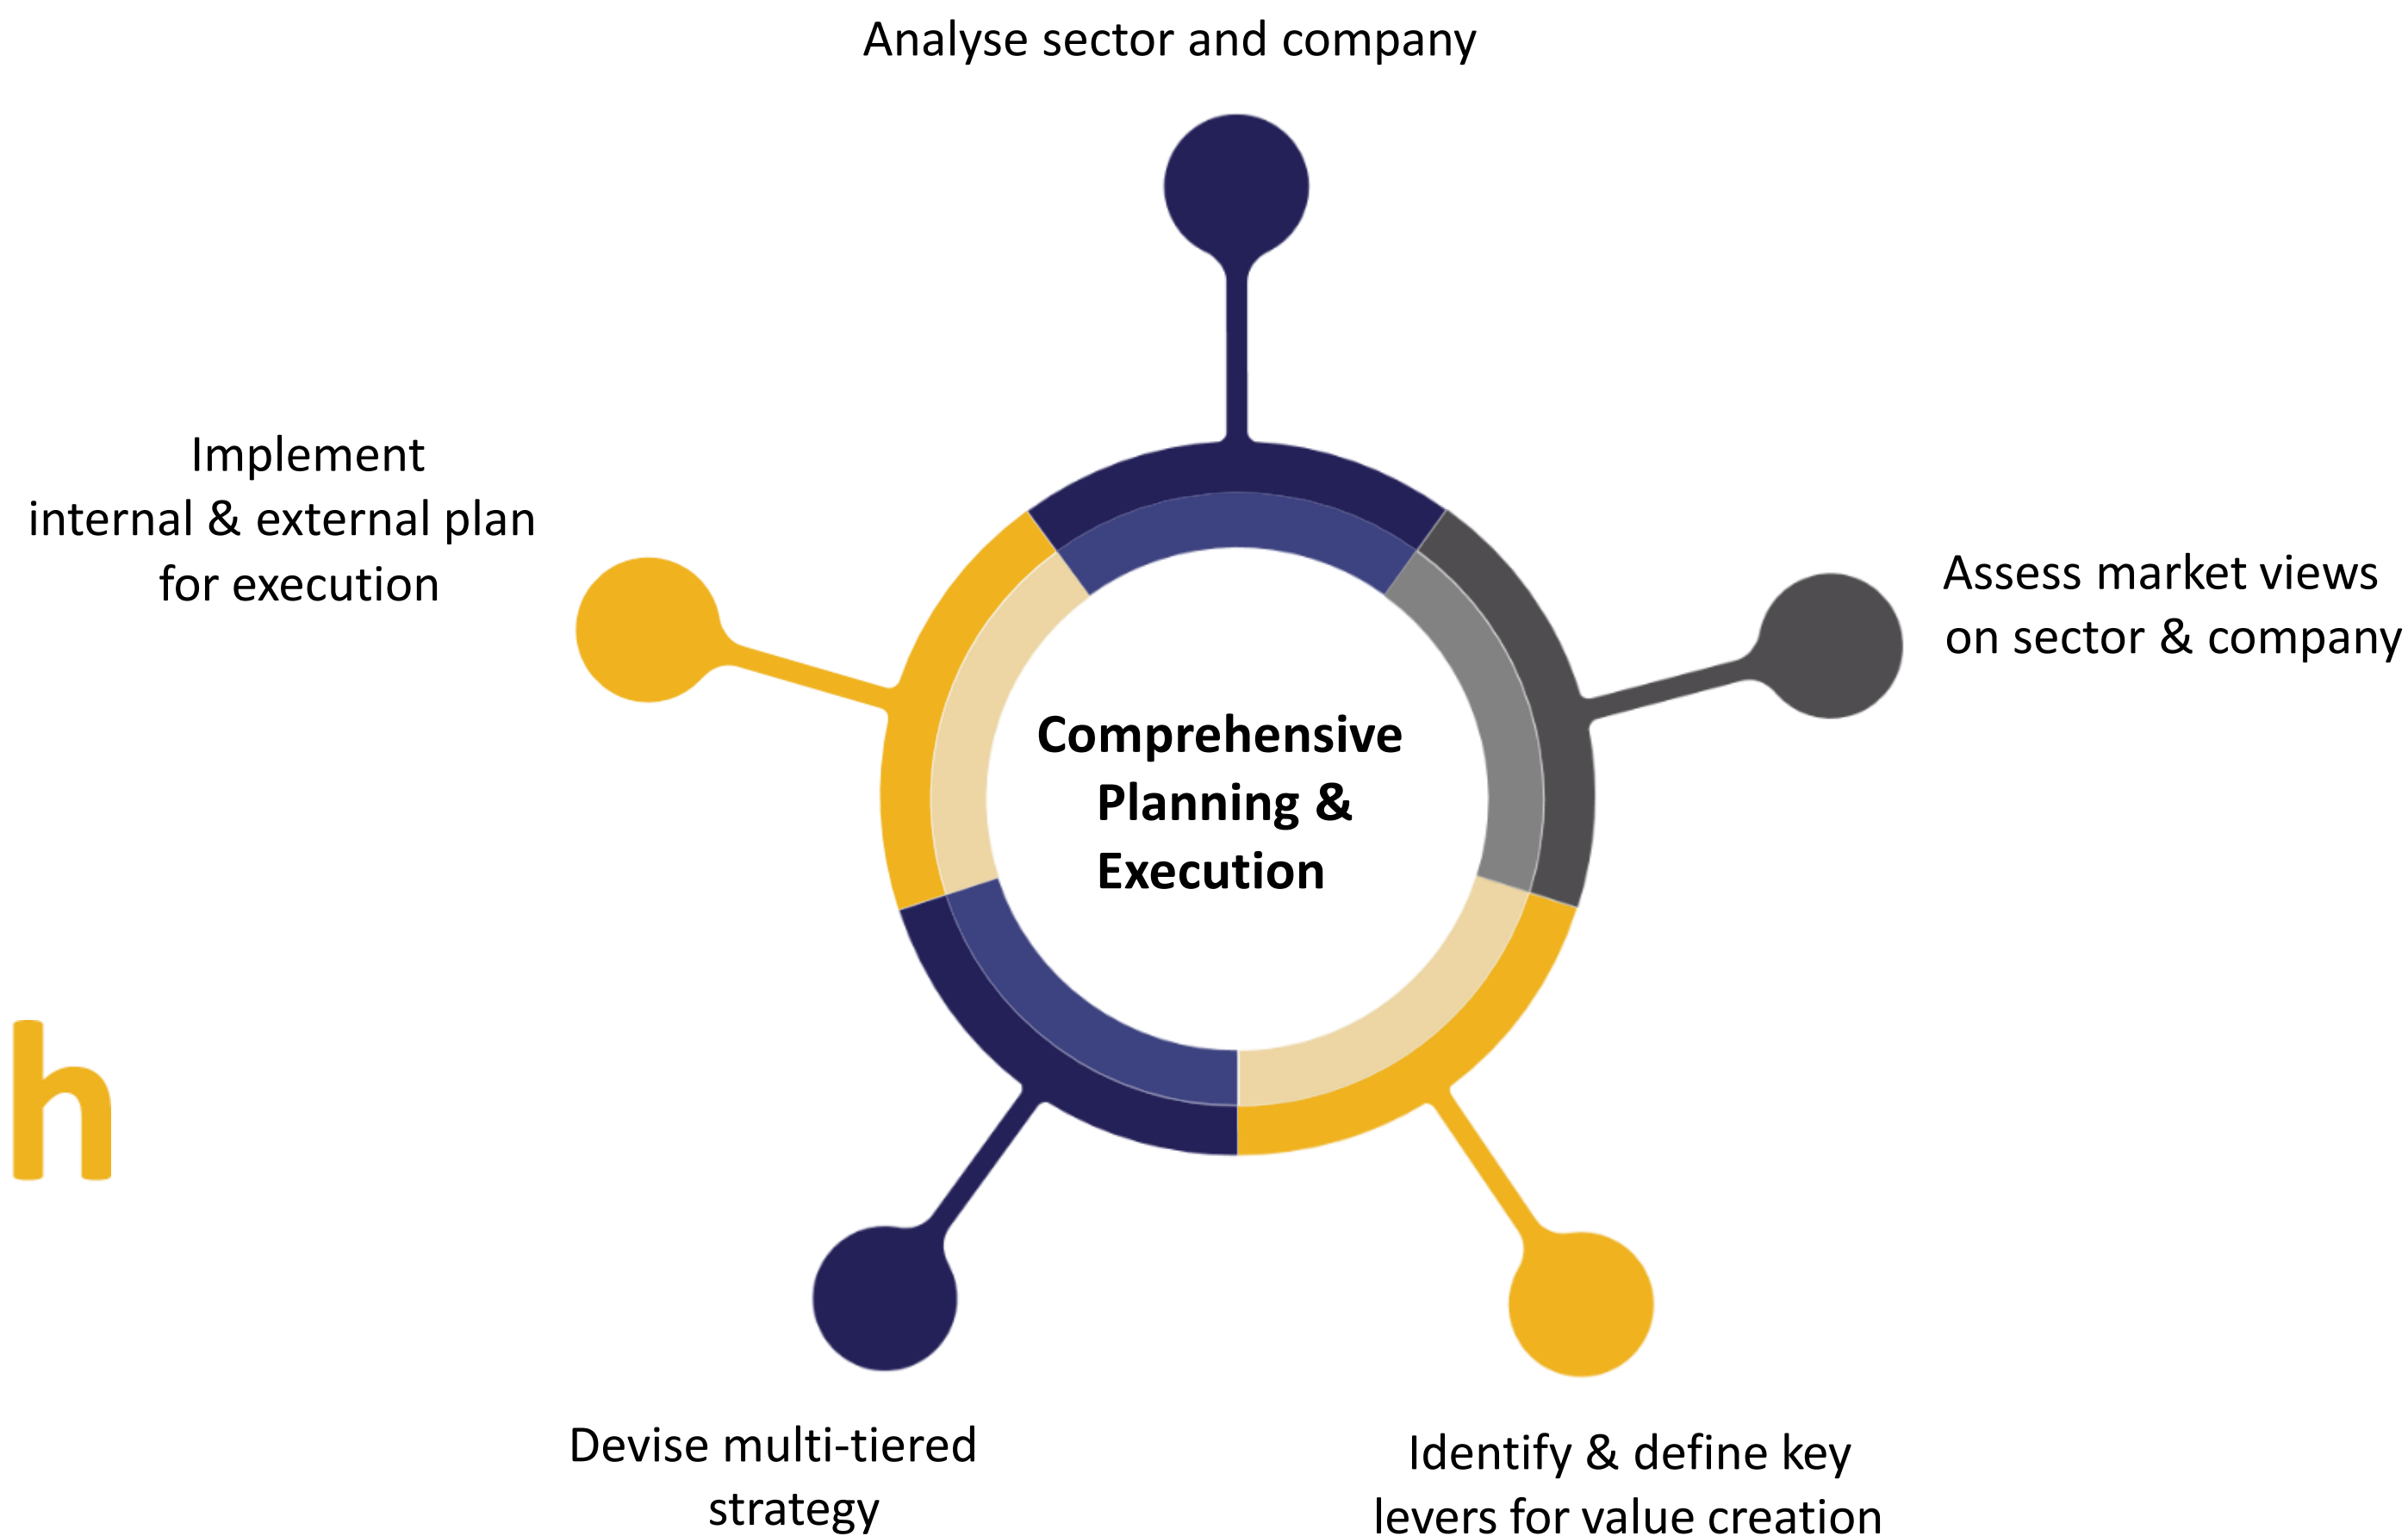 Analyse sector and company
Implement
internal & external plan
for execution
Assess market views
on sector & company
Comprehensive
Planning &
Execution
h
Devise multi-tiered
strategy
Identify & define key
levers for value creation